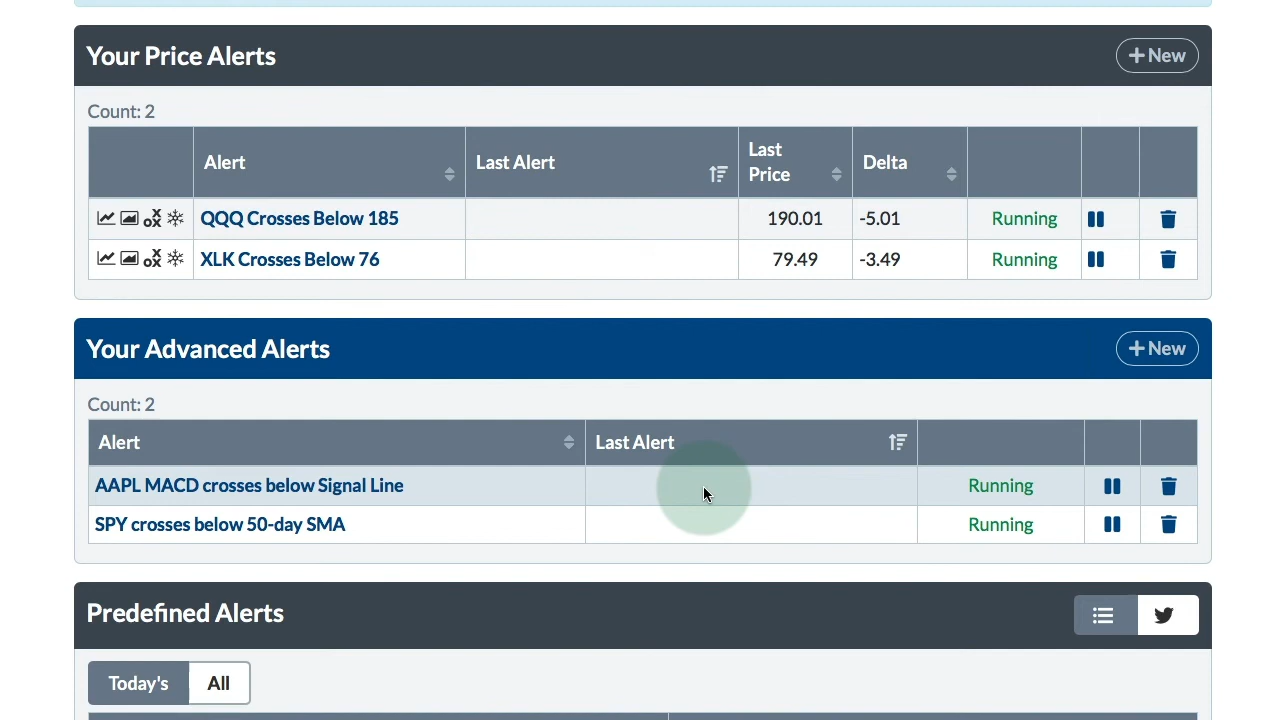 Your Price Alerts
New
Count: 2
Alert
Last Alert
Last Price
Delta
QQQ Crosses Below 185
190.01
-5.01
Running
XLK Crosses Below 76
79.49
-3.49
Running
Your Advanced Alerts
New
Count: 2
Alert
Last Alert
AAPL MACD crosses below Signal Line
Running
SPY crosses below 50-day SMA
Running
Predefined Alerts
Today's
All